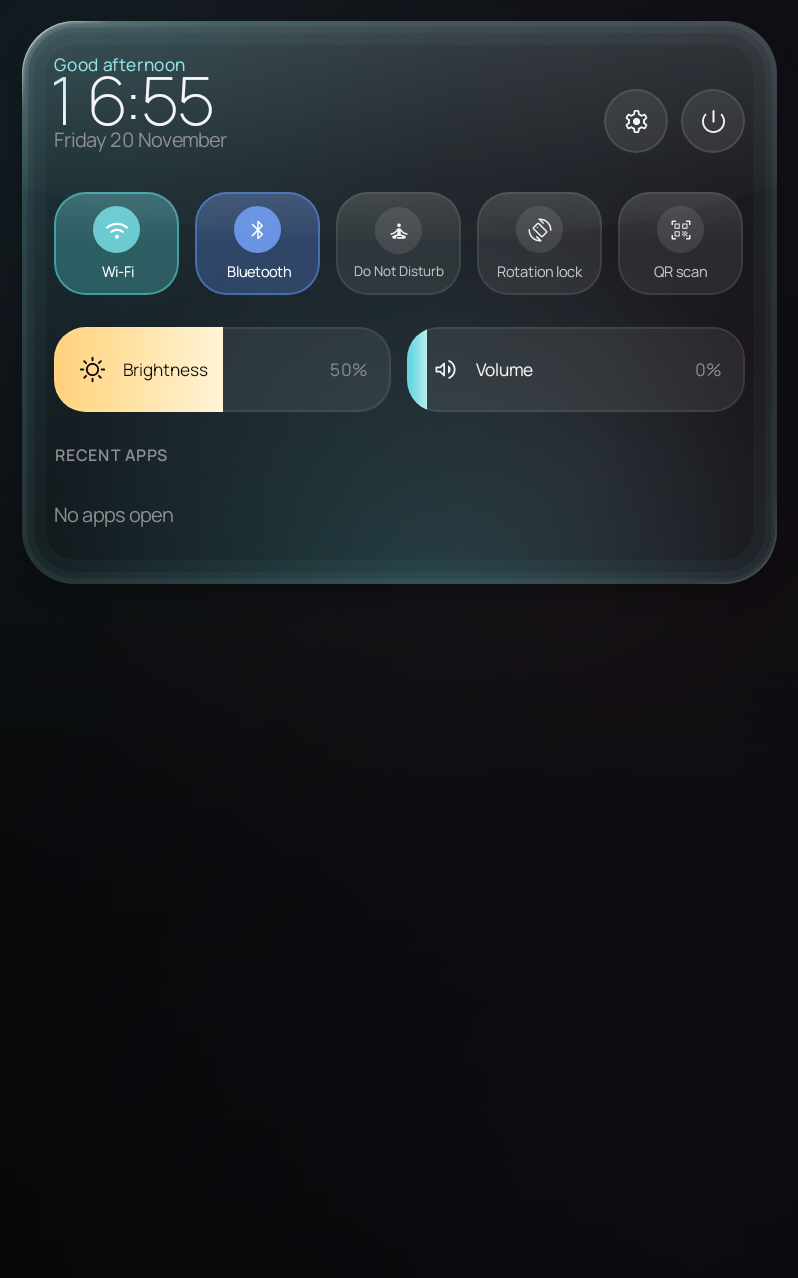 Good afternoon
16:55
Friday 20 November
Wi-Fi
Bluetooth
Do Not Disturb
Rotation lock
QR scan
Brightness
50%
Volume
0%
RECENT APPS
No apps open